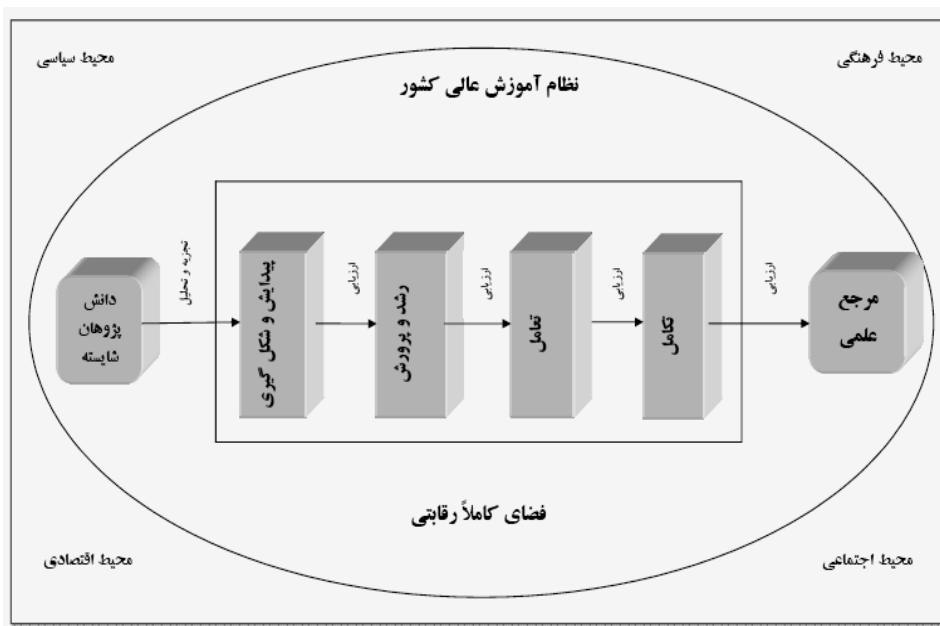 محیط فرهنگی
محیط سیاسی
نظام آموزش عالی کشور
دانش
پژوهان
شایسته
تجزیه و تحلیل
پیدایش و شکل گیری
ارزیابی
رشد و پرورش
ارزیابی
تعامل
ارزیابی
تکامل
ارزیابی
مرجع
علمی
فضای کاملاً رقابتی
محیط اجتماعی
محیط اقتصادی